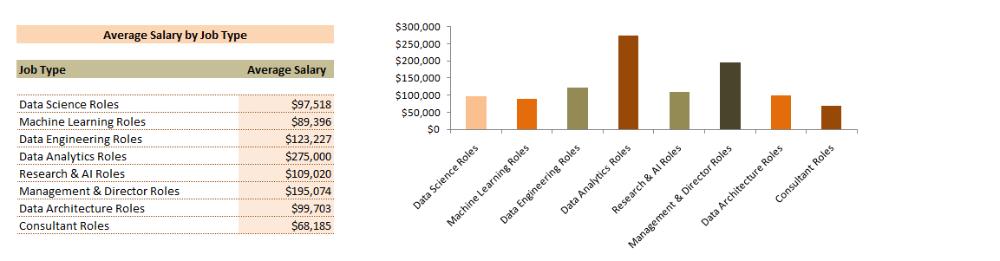 Average Salary by Job Type
Job Type Average Salary
Data Science Roles $97,518
Machine Learning Roles $89,396
Data Engineering Roles $123,227
Data Analytics Roles $275,000
Research & AI Roles $109,020
Management & Director Roles $195,074
Data Architecture Roles $99,703
Consultant Roles $68,185
$300,000
$250,000
$200,000
$150,000
$100,000
$50,000
$0
Data Science Roles
Machine Learning Roles
Data Engineering Roles
Data Analytics Roles
Research & AI Roles
Management & Director Roles
Data Architecture Roles
Consultant Roles